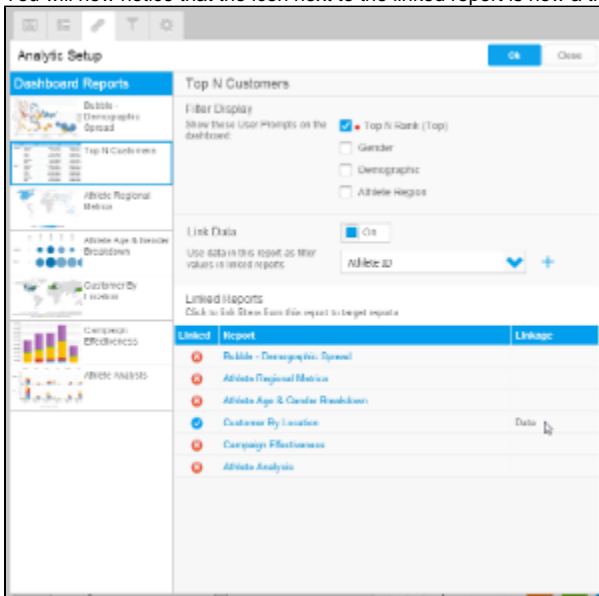 You will now notice that the icon next to the linked report is now a
Analytic Setup
Ok
Close
Dashboard Reports
Bubble -
Demographic
Spread
Top N Customers
Athlete Regional
Metrics
Athlete Age & Gender
Breakdown
Customer By
Location
Campaign
Effectiveness
Athlete Analysis
Top N Customers
Filter Display
Show these User Prompts on the
dashboard:
Top N Rank (Top)
Gender
Demographic
Athlete Region
Link Data
On
Use data in this report as filter
values in linked reports
Athlete ID
Linked Reports
Click to link filters from this report to target reports
Linked Report Linkage
Bubble - Demographic Spread
Athlete Regional Metrics
Athlete Age & Gender Breakdown
Customer By Location Data
Campaign Effectiveness
Athlete Analysis